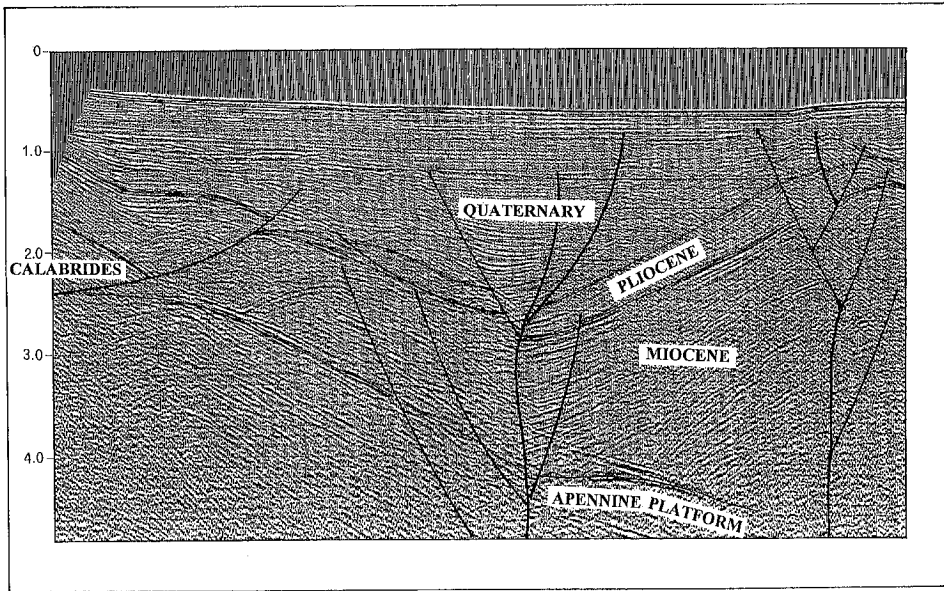 0
1.0
QUATERNARY
2.0
CALABRIDES
PLIOCENE
3.0
MIOCENE
4.0
APENNINE PLATFORM